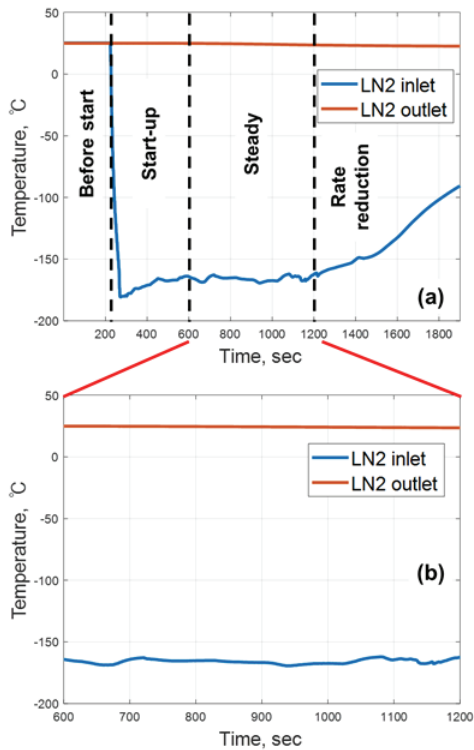 50
0
-50
-100
-150
-200
Temperature, °C
Before start
Start-up
Steady
Rate
reduction
LN2 inlet
LN2 outlet
(a)
200 400 600 800 1000 1200 1400 1600 1800
Time, sec
50
0
-50
-100
-150
-200
Temperature, °C
LN2 inlet
LN2 outlet
(b)
600 700 800 900 1000 1100 1200
Time, sec